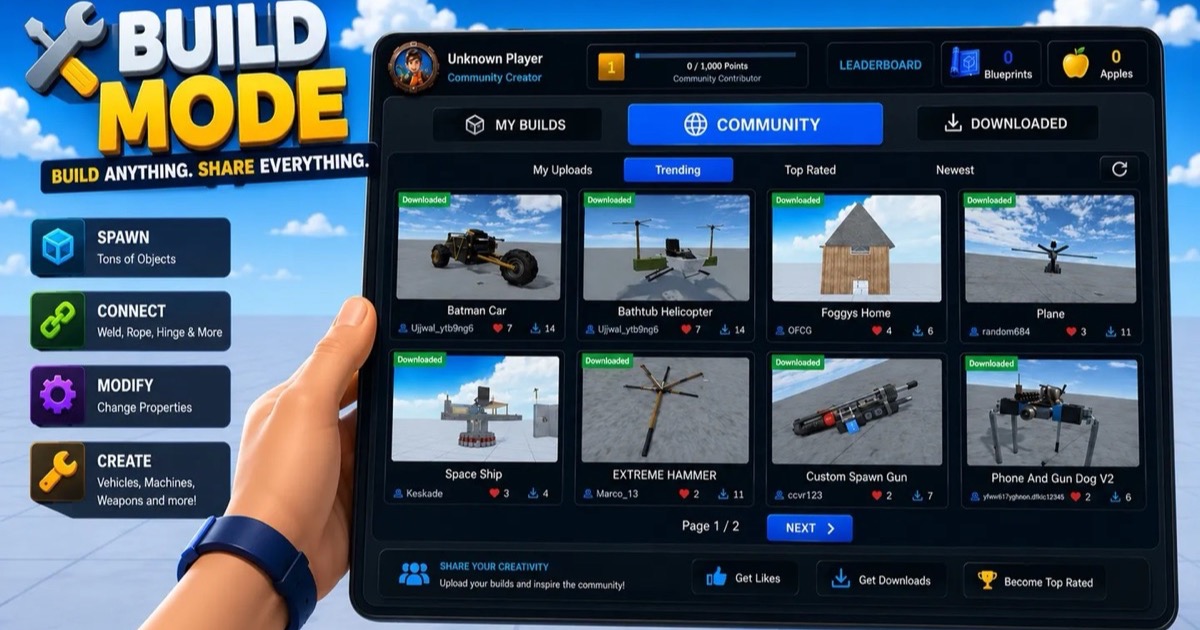 BUILD
MODE
BUILD ANYTHING. SHARE EVERYTHING.
SPAWN
Tons of Objects
CONNECT
Weld, Rope, Hinge & More
MODIFY
Change Properties
CREATE
Vehicles, Machines,
Weapons and more!
Unknown Player
Community Creator
1
0 / 1,000 Points
Community Contributor
LEADERBOARD
0
Blueprints
0
Apples
MY BUILDS
COMMUNITY
DOWNLOADED
My Uploads
Trending
Top Rated
Newest
Downloaded
Batman Car
Ujjwal_ytb9ng6 7 14
Downloaded
Bathtub Helicopter
Ujjwal_ytb9ng6 7 14
Downloaded
Foggys Home
OFCG 4 6
Downloaded
Plane
random684 3 11
Downloaded
Space Ship
Keskade 3 4
Downloaded
EXTREME HAMMER
Marco_13 2 11
Downloaded
Custom Spawn Gun
ccvr123 2 7
Downloaded
Phone And Gun Dog V2
2 6
Page 1 / 2
NEXT
SHARE YOUR CREATIVITY
Upload your builds and inspire the community!
Get Likes
Get Downloads
Become Top Rated